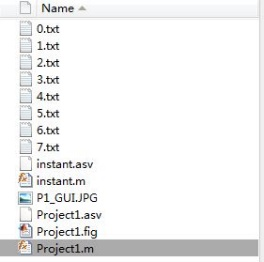 Name
0.txt
1.txt
2.txt
3.txt
4.txt
5.txt
6.txt
7.txt
instant.asv
instant.m
P1_GUI.JPG
Project1.asv
Project1.fig
Project1.m